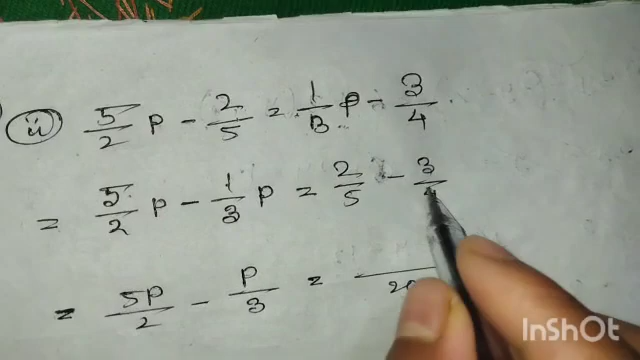 (ii) 5/2 p - 2/5 = 1/3 p - 3/4
= 5/2 p - 1/3 p = 2/5 - 3/4
= 5p/2 - p/3 = /20
InShOt